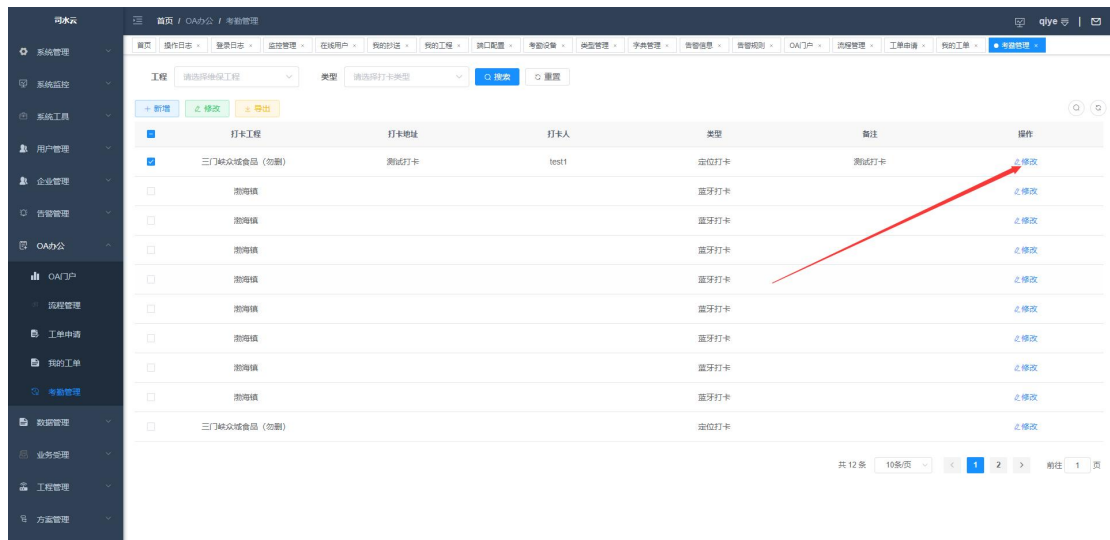 司水云 首页 / OA办公 / 考勤管理 qiye
首页 操作日志 × 登录日志 × 监控管理 × 在线用户 × 我的抄送 × 我的工程 × 端口配置 × 考勤设备 × 类型管理 × 字典管理 × 告警信息 × 告警规则 × OA门户 × 流程管理 × 工单申请 × 我的工单 × 考勤管理 ×
系统管理
系统监控
系统工具
用户管理
企业管理
告警管理
OA办公
OA门户
流程管理
工单申请
我的工单
考勤管理
数据管理
业务受理
工程管理
方案管理
工程 请选择维保工程 类型 请选择打卡类型 搜索 重置
+ 新增 修改 导出
打卡工程 打卡地址 打卡人 类型 备注 操作
三门峡众城食品（勿删） 测试打卡 test1 定位打卡 测试打卡 修改
渤海镇 蓝牙打卡 修改
渤海镇 蓝牙打卡 修改
渤海镇 蓝牙打卡 修改
渤海镇 蓝牙打卡 修改
渤海镇 蓝牙打卡 修改
渤海镇 蓝牙打卡 修改
渤海镇 蓝牙打卡 修改
渤海镇 蓝牙打卡 修改
三门峡众城食品（勿删） 定位打卡 修改
共 12 条 10条/页 < 1 2 > 前往 1 页